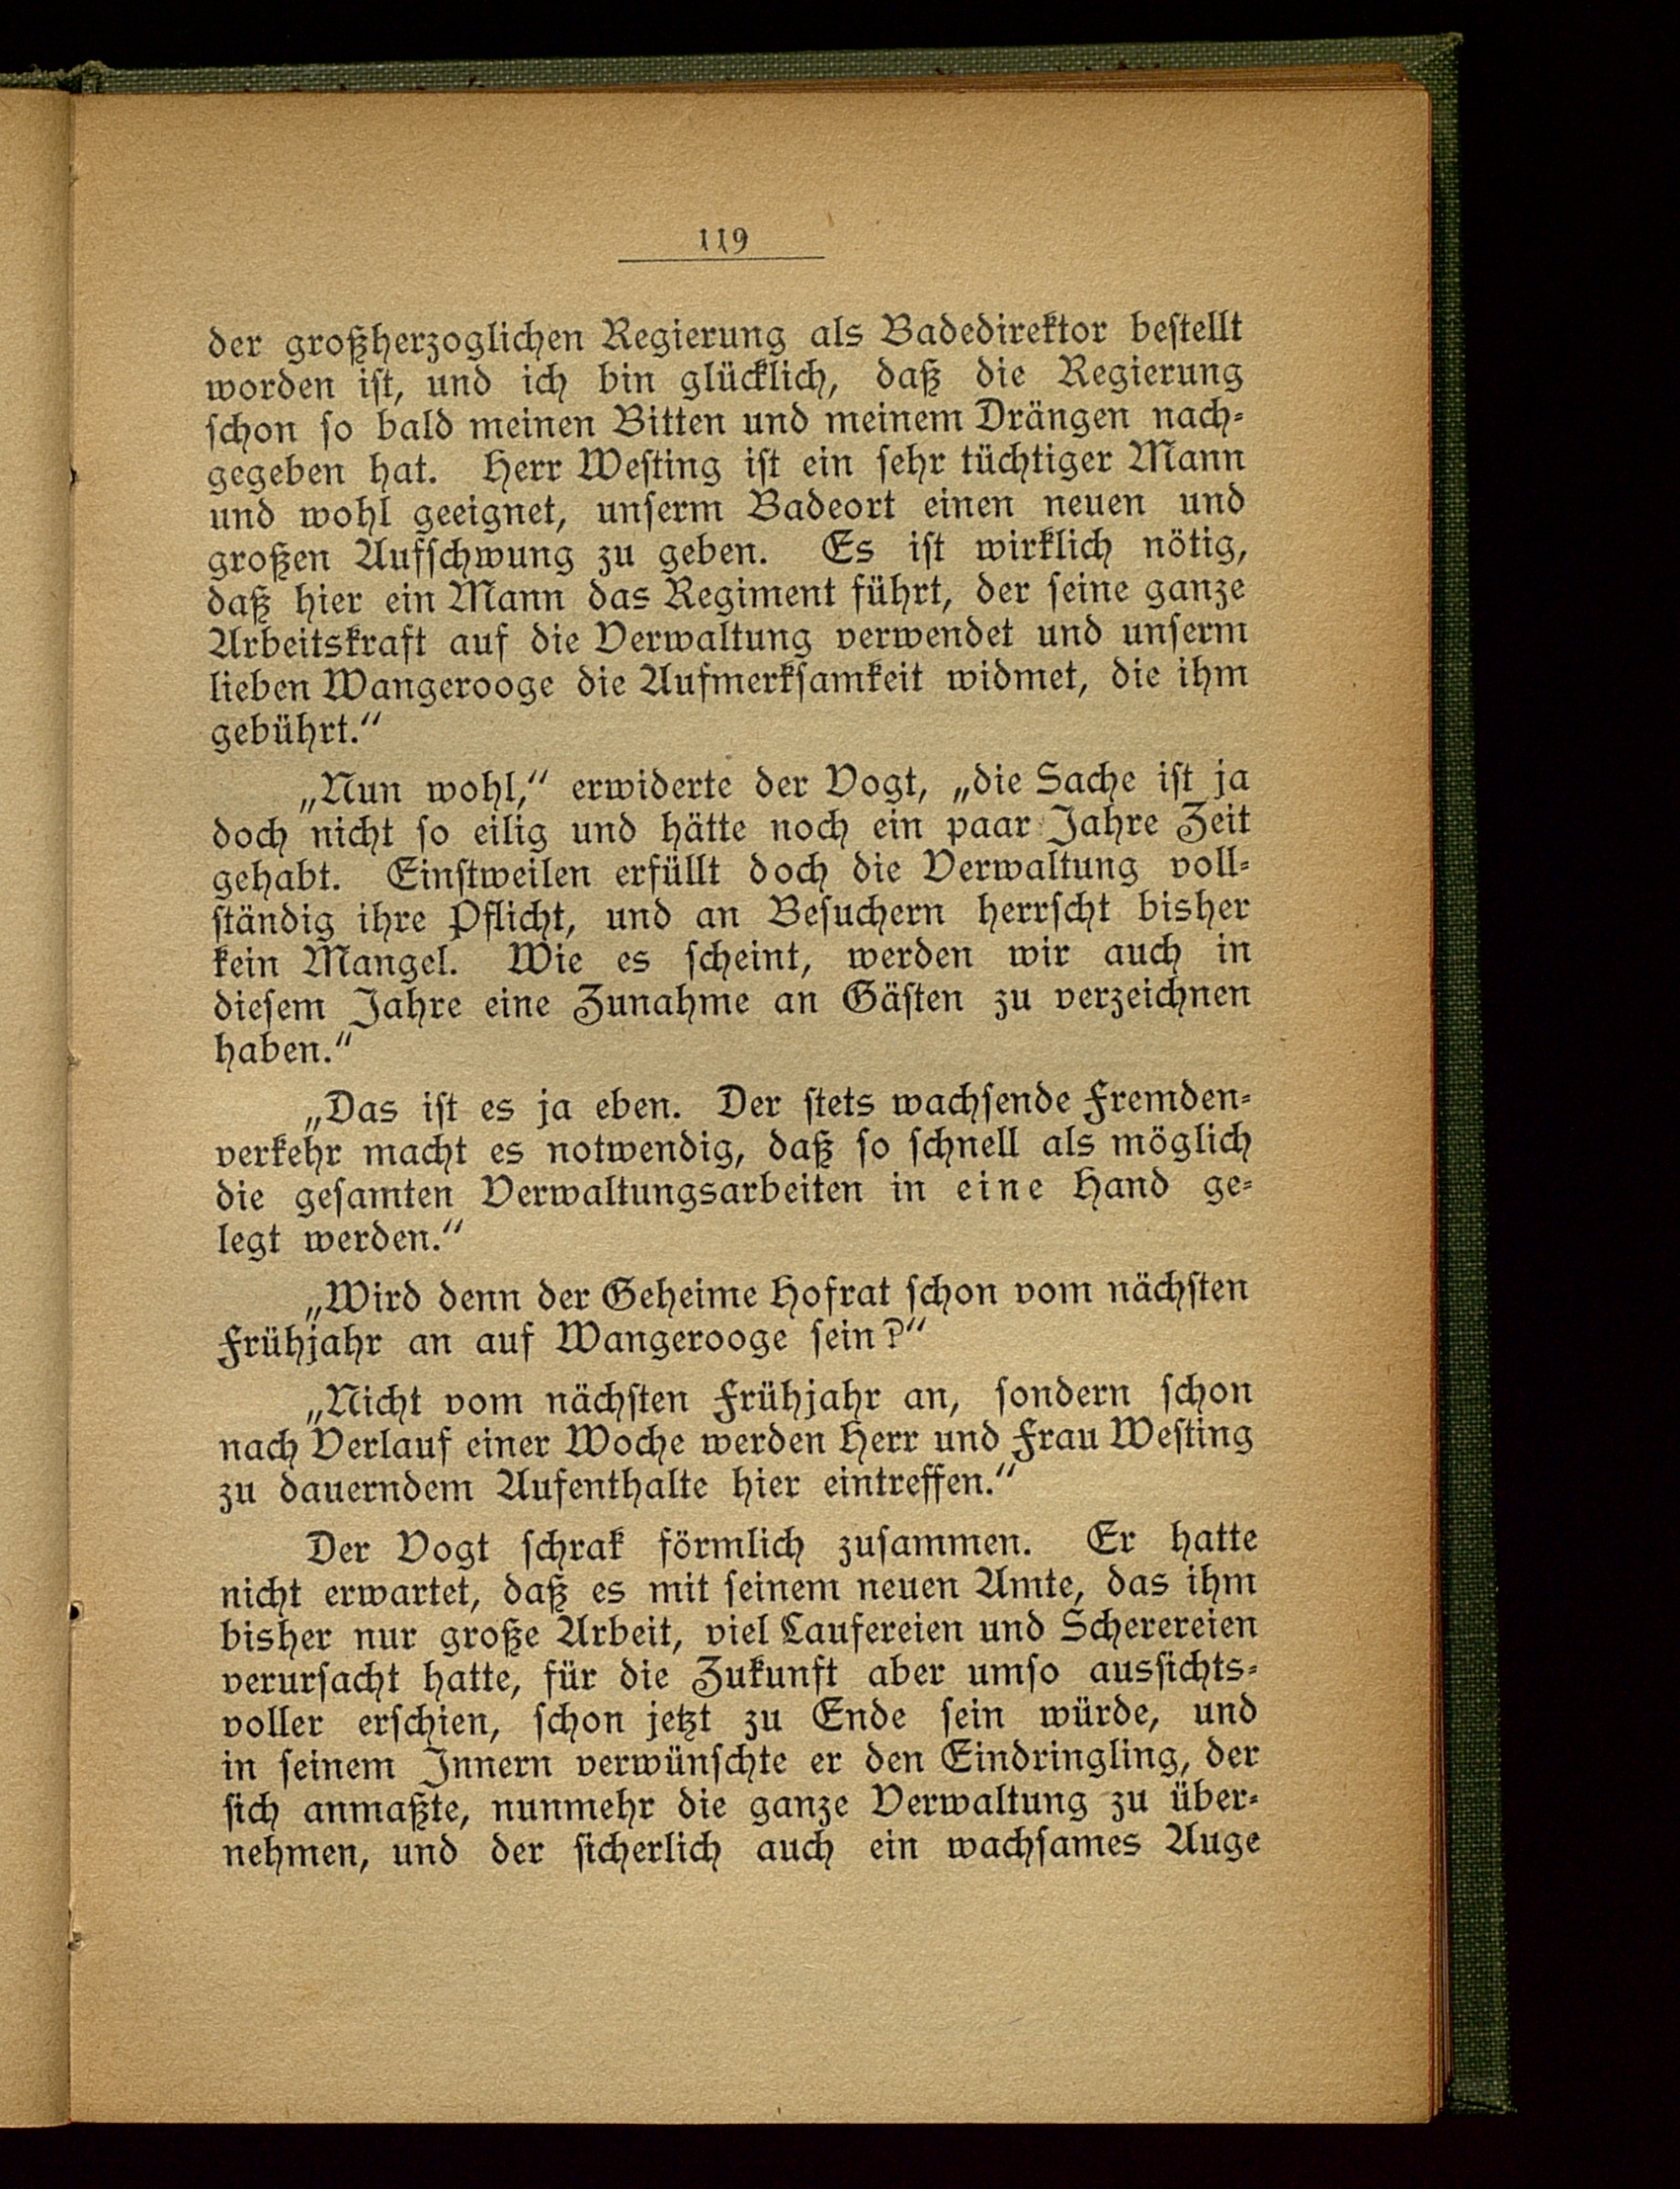 119
der großherzoglichen Regierung als Badedirektor bestellt
worden ist, und ich bin glücklich, daß die Regierung
schon so bald meinen Bitten und meinem Drängen nach-
gegeben hat. Herr Westing ist ein sehr tüchtiger Mann
und wohl geeignet, unserm Badeort einen neuen und
großen Aufschwung zu geben. Es ist wirklich nötig,
daß hier ein Mann das Regiment führt, der seine ganze
Arbeitskraft auf die Verwaltung verwendet und unserm
lieben Wangerooge die Aufmerksamkeit widmet, die ihm
gebührt.“
„Nun wohl,“ erwiderte der Vogt, „die Sache ist ja
doch nicht so eilig und hätte noch ein paar Jahre Zeit
gehabt. Einstweilen erfüllt doch die Verwaltung voll-
ständig ihre Pflicht, und an Besuchern herrscht bisher
kein Mangel. Wie es scheint, werden wir auch in
diesem Jahre eine Zunahme an Gästen zu verzeichnen
haben.“
„Das ist es ja eben. Der stets wachsende Fremden-
verkehr macht es notwendig, daß so schnell als möglich
die gesamten Verwaltungsarbeiten in eine Hand ge-
legt werden.“
„Wird denn der Geheime Hofrat schon vom nächsten
Frühjahr an auf Wangerooge sein?“
„Nicht vom nächsten Frühjahr an, sondern schon
nach Verlauf einer Woche werden Herr und Frau Westing
zu dauerndem Aufenthalte hier eintreffen.“
Der Vogt schrak förmlich zusammen. Er hatte
nicht erwartet, daß es mit seinem neuen Amte, das ihm
bisher nur große Arbeit, viel Laufereien und Scherereien
verursacht hatte, für die Zukunft aber umso aussichts-
voller erschien, schon jetzt zu Ende sein würde, und
in seinem Innern verwünschte er den Eindringling, der
sich anmaßte, nunmehr die ganze Verwaltung zu über-
nehmen, und der sicherlich auch ein wachsames Auge